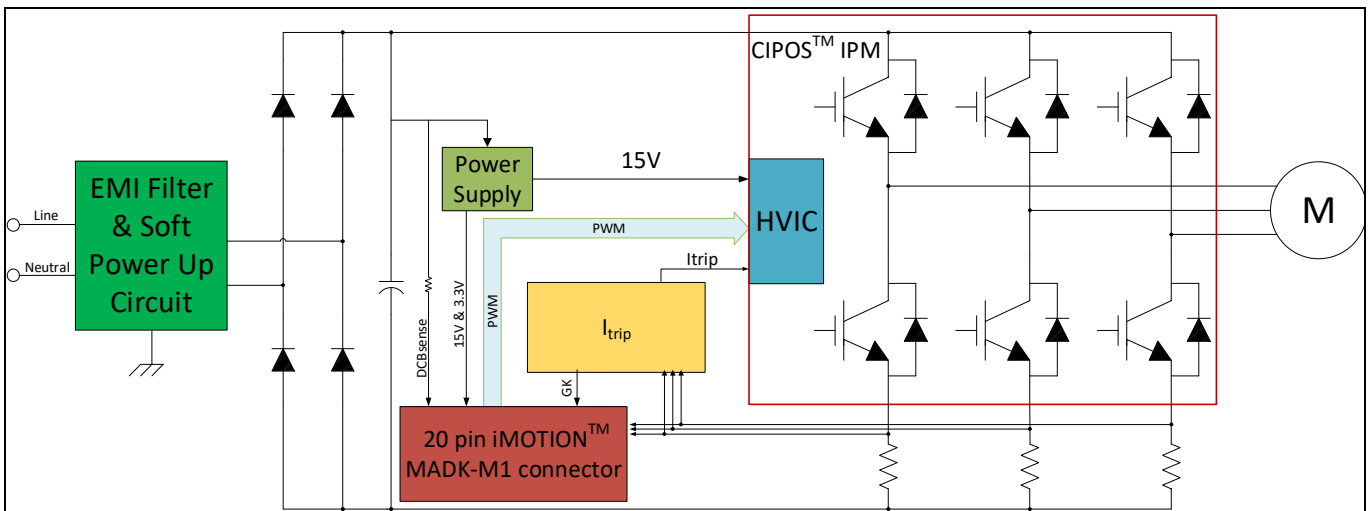 CIPOS™ IPM
EMI Filter
& Soft
Power Up
Circuit
Line
Neutral
Power
Supply
15V
HVIC
PWM
Itrip
M
DCBsense
15V & 3.3V
PWM
Itrip
GK
20 pin iMOTION™
MADK-M1 connector